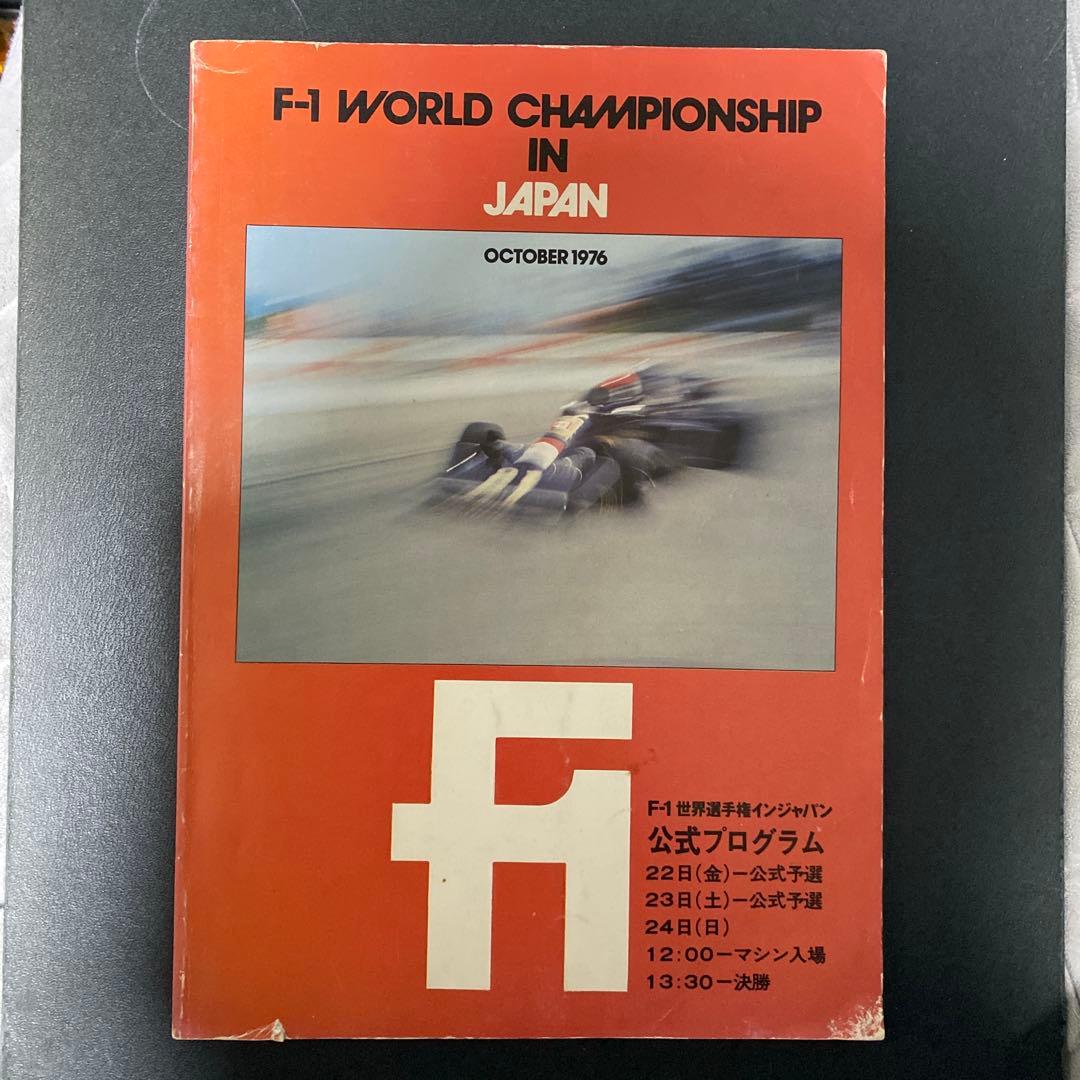 F-1 WORLD CHAMPIONSHIP
IN
JAPAN
OCTOBER 1976
F1
F-1世界選手権インジャパン
公式プログラム
22日(金)ー公式予選
23日(土)ー公式予選
24日(日)
12:00ーマシン入場
13:30ー決勝